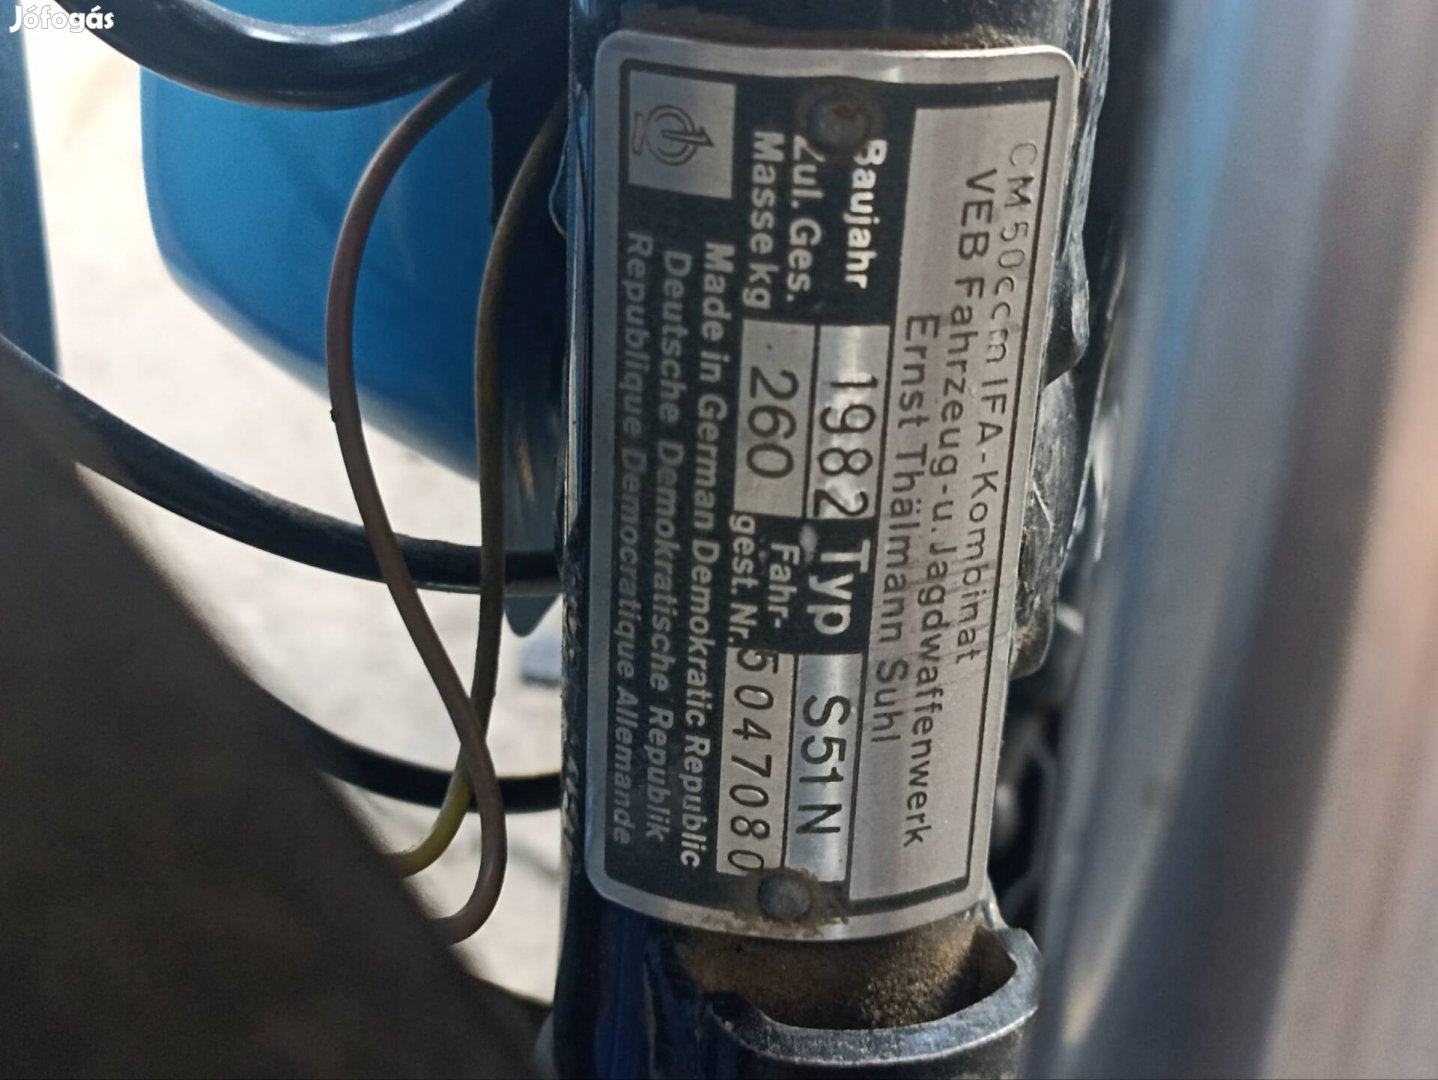 Jófogás
CM 50ccm IFA-Kombinat
VEB Fahrzeug-u. Jagdwaffenwerk
Ernst Thälmann Suhl
Baujahr 1982 Typ S51N
Zul. Ges. Masse kg 260 Fahr- gest. Nr. 5047080
Made in German Demokratic Republic
Deutsche Demokratische Republik
Republique Democratique Allemande